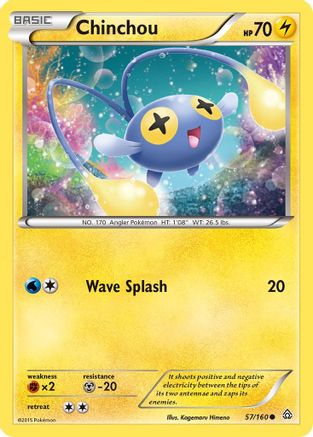 BASIC
Chinchou HP70
NO. 170 Angler Pokémon HT: 1'08" WT: 26.5 lbs.
Wave Splash 20
weakness resistance
×2 -20
retreat
It shoots positive and negative
electricity between the tips of
its two antennae and zaps its
enemies.
©2015 Pokémon
Illus. Kagemaru Himeno
57/160